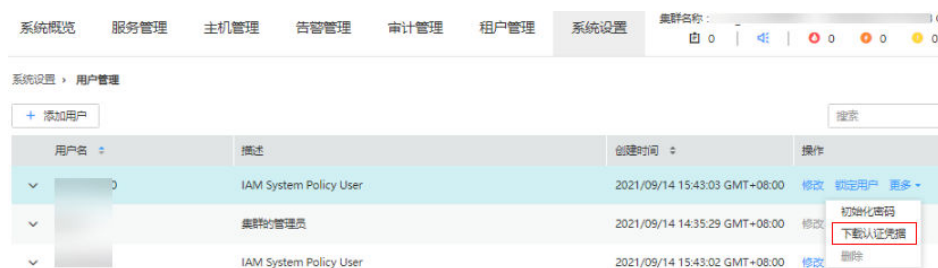 集群名称：
系统概览 服务管理 主机管理 告警管理 审计管理 租户管理 系统设置
0 0 0 0
系统设置 › 用户管理
+ 添加用户 搜索
用户名 描述 创建时间 操作
0 IAM System Policy User 2021/09/14 15:43:03 GMT+08:00 修改 锁定用户 更多
初始化密码
集群的管理员 2021/09/14 14:35:29 GMT+08:00 修改
下载认证凭据
删除
IAM System Policy User 2021/09/14 15:43:02 GMT+08:00 修改